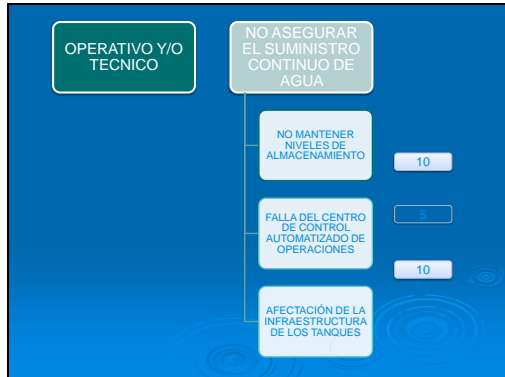 OPERATIVO Y/O
TECNICO
NO ASEGURAR
EL SUMINISTRO
CONTINUO DE
AGUA
NO MANTENER
NIVELES DE
ALMACENAMIENTO
10
FALLA DEL CENTRO
DE CONTROL
AUTOMATIZADO DE
OPERACIONES
5
10
AFECTACIÓN DE LA
INFRAESTRUCTURA
DE LOS TANQUES